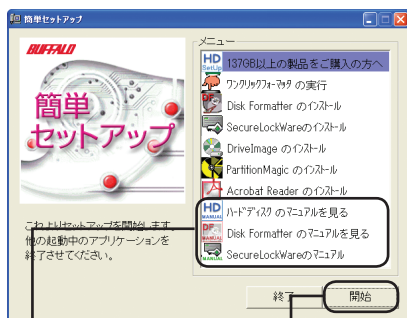 簡単セットアップ
BUFFALO
簡単
セットアップ
これよりセットアップを開始します。
他の起動中のアプリケーションを
終了させてください。
メニュー
HD SetUp 137GB以上の製品をご購入の方へ
ワンクリックフォーマッタ の実行
Disk Formatter のインストール
SecureLockWareのインストール
DriveImage のインストール
PartitionMagic のインストール
Acrobat Reader のインストール
HD MANUAL ハードディスク のマニュアルを見る
DF MANUAL Disk Formatter のマニュアルを見る
MANUAL SecureLockWareのマニュアル
終了
開始